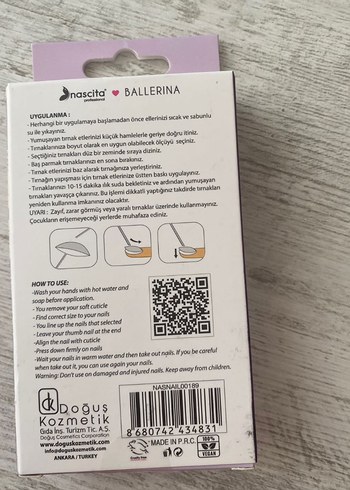 nascita ♥ BALLERINA
professional
UYGULANMA :
- Herhangi bir uygulamaya başlamadan önce ellerinizi sıcak ve sabunlu
su ile yıkayınız.
- Yumuşayan tırnak etlerinizi küçük hamlelerle geriye doğru itiniz.
- Tırnaklarınıza boyut olarak en uygun olabilecek ölçüyü seçiniz.
- Seçtiğiniz tırnakları düz bir zeminde sıraya diziniz.
- Baş parmak tırnaklarınızı en sona bırakınız.
- Tırnak etlerinizi baz alarak tırnağınıza yerleştiriniz.
- Tırnağın yapışması için tırnak etlerinize üstten baskı uygulayınız.
- Tırnaklarınızı 10-15 dakika ılık suda bekletiniz ve ardından yumuşayan
tırnakları yavaşça çıkarınız. Bu işlemi dikkatli yaptığınız takdirde tırnakları
yeniden kullanma imkanınız olacaktır.
UYARI : Zayıf, zarar görmüş veya yaralı tırnaklar üzerinde kullanmayınız.
Çocukların erişemeyeceği yerlerde muhafaza ediniz.
HOW TO USE:
-Wash your hands with hot water and
soap before application.
- You remove your soft cuticle
- Find correct size to your nails
- You line up the nails that selected
- Leave your thumb nail at the end
-Align the nail with cuticle
-Press down firmly on nails
-Wait your nails in warm water and then take out nails. If you be careful
when take out it, you can use again your nails.
Warning: Don't use on damaged and injured nails. Keep away from children.
NASNAIL00189
8 680742 434831
dk Doğuş
Kozmetik
Gıda İnş. Turizm Tic. A.Ş.
Doğuş Cosmetics Corporation
www.doguskozmetik.com
info@doguskozmetik.com
ANKARA / TURKEY
Cruelty Free
MADE IN P.R.C.
100%
VEGAN